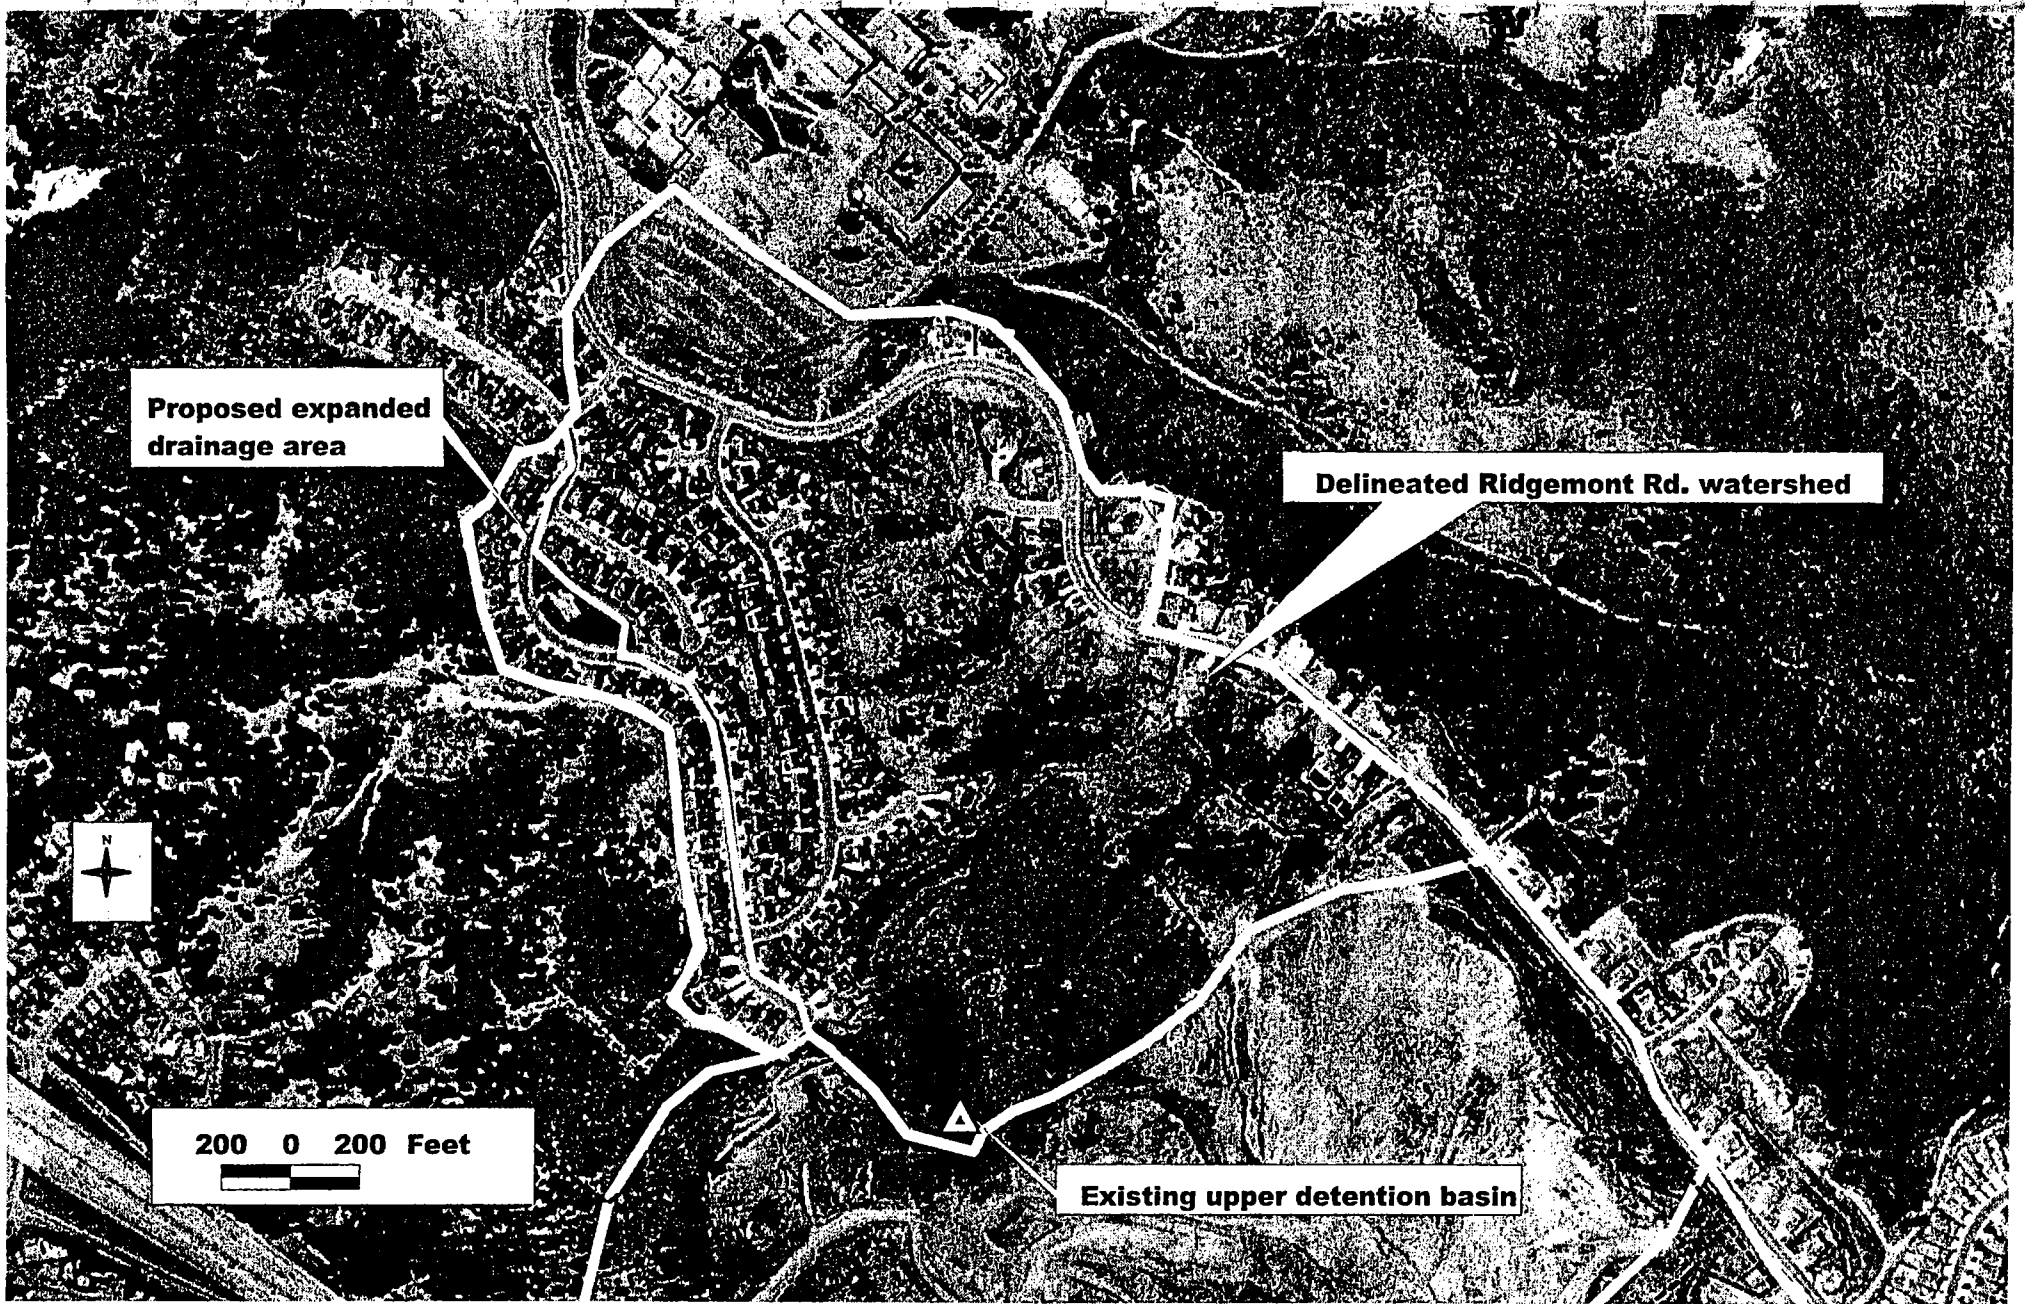 Proposed expanded
drainage area
Delineated Ridgemont Rd. watershed
N
200 0 200 Feet
Existing upper detention basin